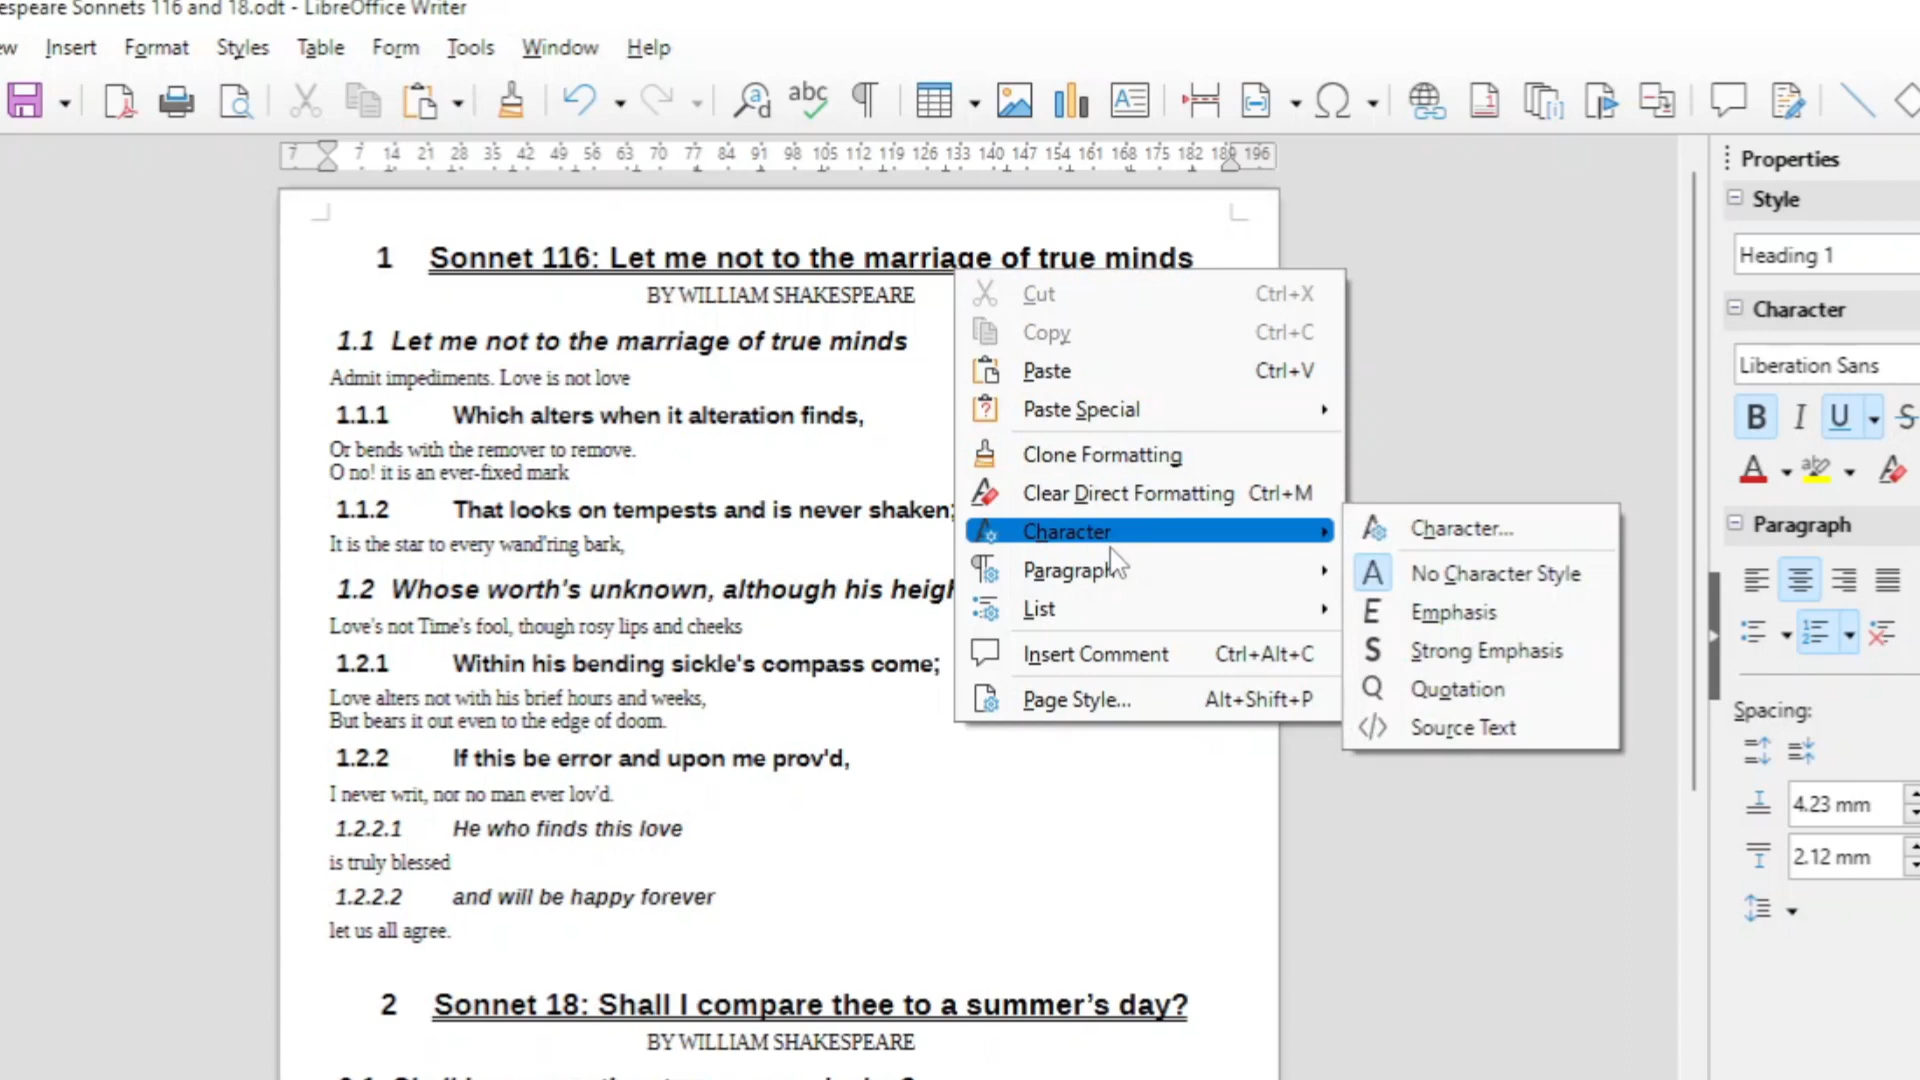 espeare Sonnets 116 and 18.odt - LibreOffice Writer
ew Insert Format Styles Table Form Tools Window Help
7 7 14 21 28 35 42 49 56 63 70 77 84 91 98 105 112 119 126 133 140 147 154 161 168 175 182 189 196
1 Sonnet 116: Let me not to the marriage of true minds
BY WILLIAM SHAKESPEARE
1.1 Let me not to the marriage of true minds
Admit impediments. Love is not love
1.1.1 Which alters when it alteration finds,
Or bends with the remover to remove.
O no! it is an ever-fixed mark
1.1.2 That looks on tempests and is never shaken;
It is the star to every wand'ring bark,
1.2 Whose worth's unknown, although his heigh
Love's not Time's fool, though rosy lips and cheeks
1.2.1 Within his bending sickle's compass come;
Love alters not with his brief hours and weeks,
But bears it out even to the edge of doom.
1.2.2 If this be error and upon me prov'd,
I never writ, nor no man ever lov'd.
1.2.2.1 He who finds this love
is truly blessed
1.2.2.2 and will be happy forever
let us all agree.
2 Sonnet 18: Shall I compare thee to a summer’s day?
BY WILLIAM SHAKESPEARE
Cut Ctrl+X
Copy Ctrl+C
Paste Ctrl+V
Paste Special
Clone Formatting
Clear Direct Formatting Ctrl+M
Character
Paragraph
List
Insert Comment Ctrl+Alt+C
Page Style... Alt+Shift+P
Character...
No Character Style
Emphasis
Strong Emphasis
Quotation
Source Text
Properties
Style
Heading 1
Character
Liberation Sans
B I U S
Paragraph
Spacing:
4.23 mm
2.12 mm